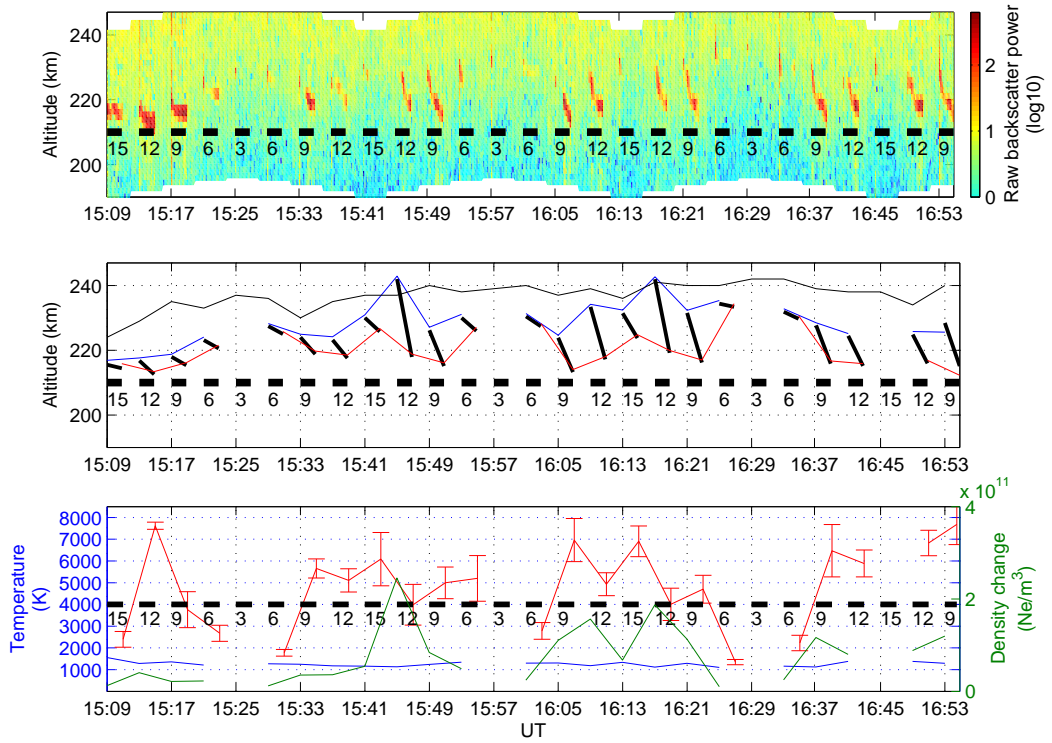 240
220
200
Altitude (km)
15 12 9 6 3 6 9 12 15 12 9 6 3 6 9 12 15 12 9 6 3 6 9 12 15 12 9
15:09 15:17 15:25 15:33 15:41 15:49 15:57 16:05 16:13 16:21 16:29 16:37 16:45 16:53
2
1
0
Raw backscatter power
(log10)
240
220
200
Altitude (km)
15 12 9 6 3 6 9 12 15 12 9 6 3 6 9 12 15 12 9 6 3 6 9 12 15 12 9
15:09 15:17 15:25 15:33 15:41 15:49 15:57 16:05 16:13 16:21 16:29 16:37 16:45 16:53
x 10^11
8000
7000
6000
5000
4000
3000
2000
1000
Temperature
(K)
15 12 9 6 3 6 9 12 15 12 9 6 3 6 9 12 15 12 9 6 3 6 9 12 15 12 9
4
2
0
Density change
(Ne/m³)
15:09 15:17 15:25 15:33 15:41 15:49 15:57 16:05 16:13 16:21 16:29 16:37 16:45 16:53
UT